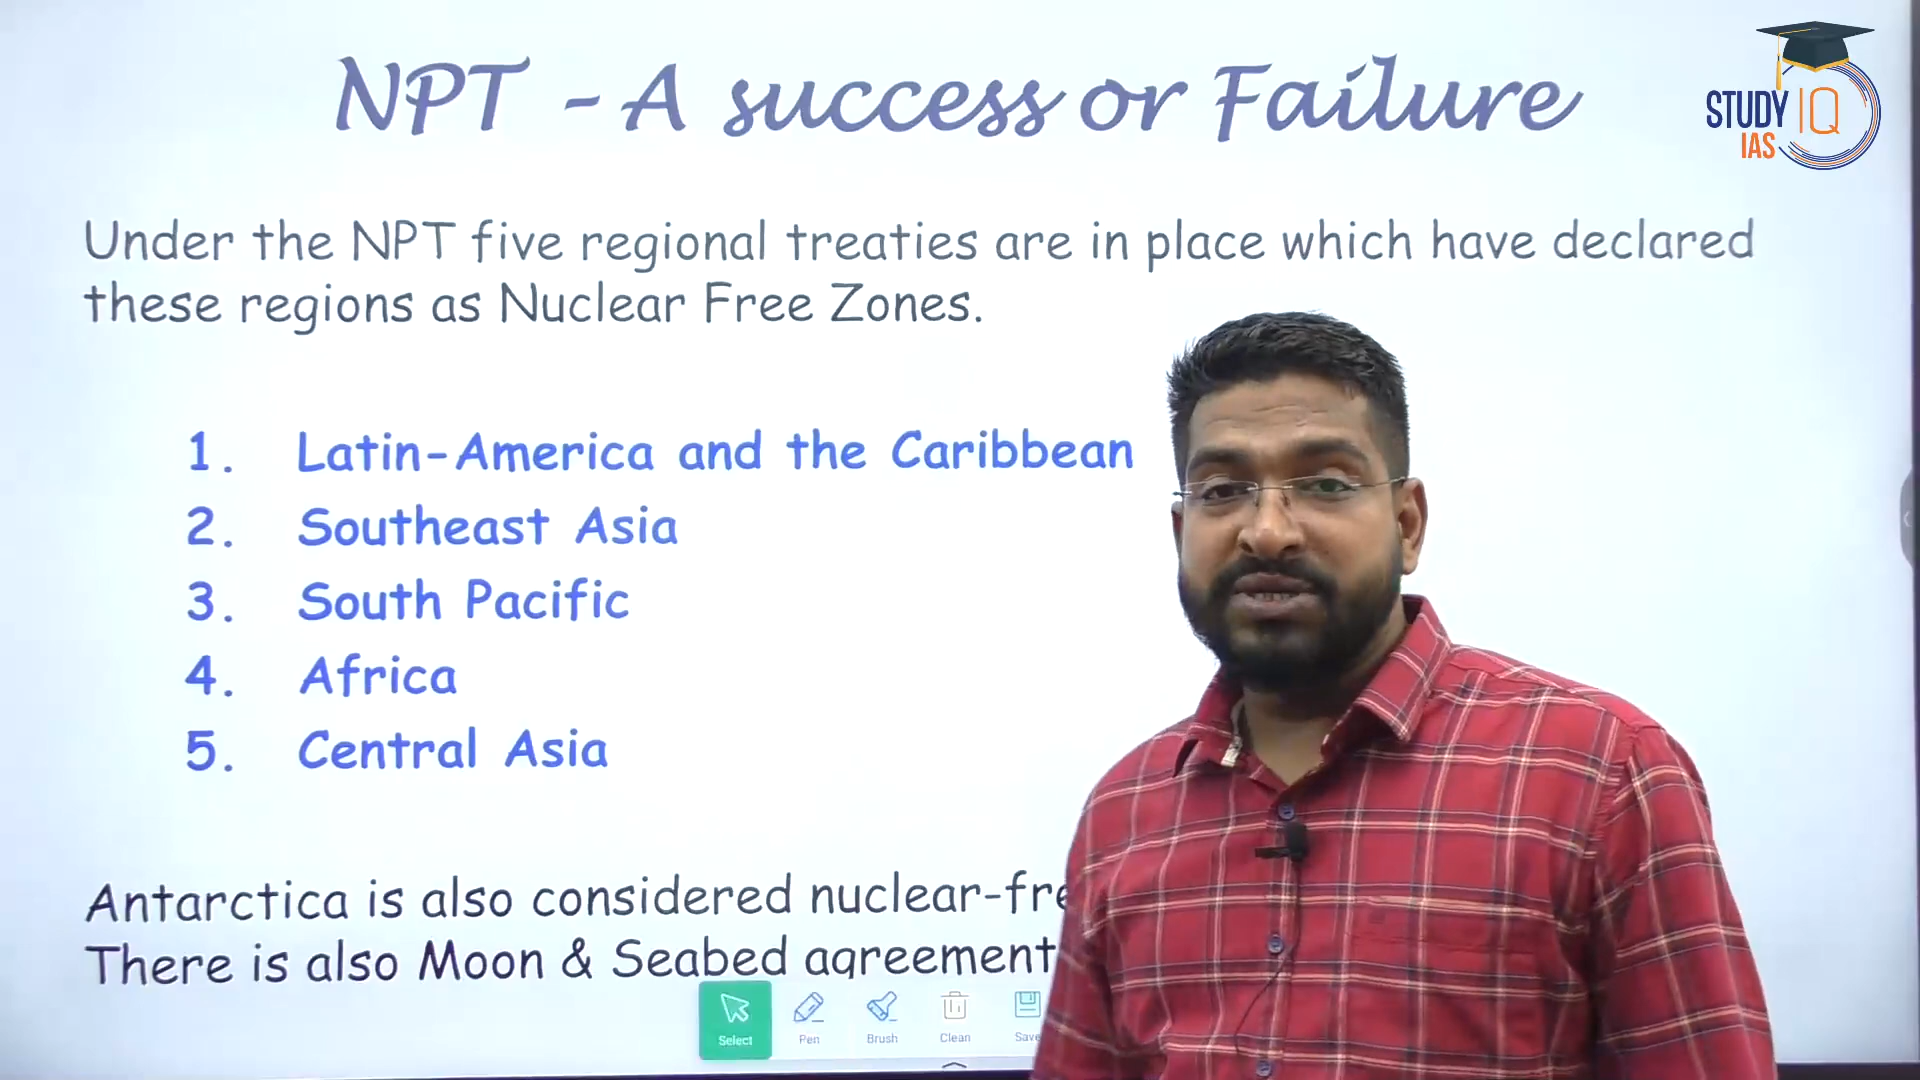 NPT - A success or Failure
STUDY IQ
IAS
Under the NPT five regional treaties are in place which have declared
these regions as Nuclear Free Zones.
1. Latin-America and the Caribbean
2. Southeast Asia
3. South Pacific
4. Africa
5. Central Asia
Antarctica is also considered nuclear-fre
There is also Moon & Seabed agreement
Select Pen Brush Clean Save